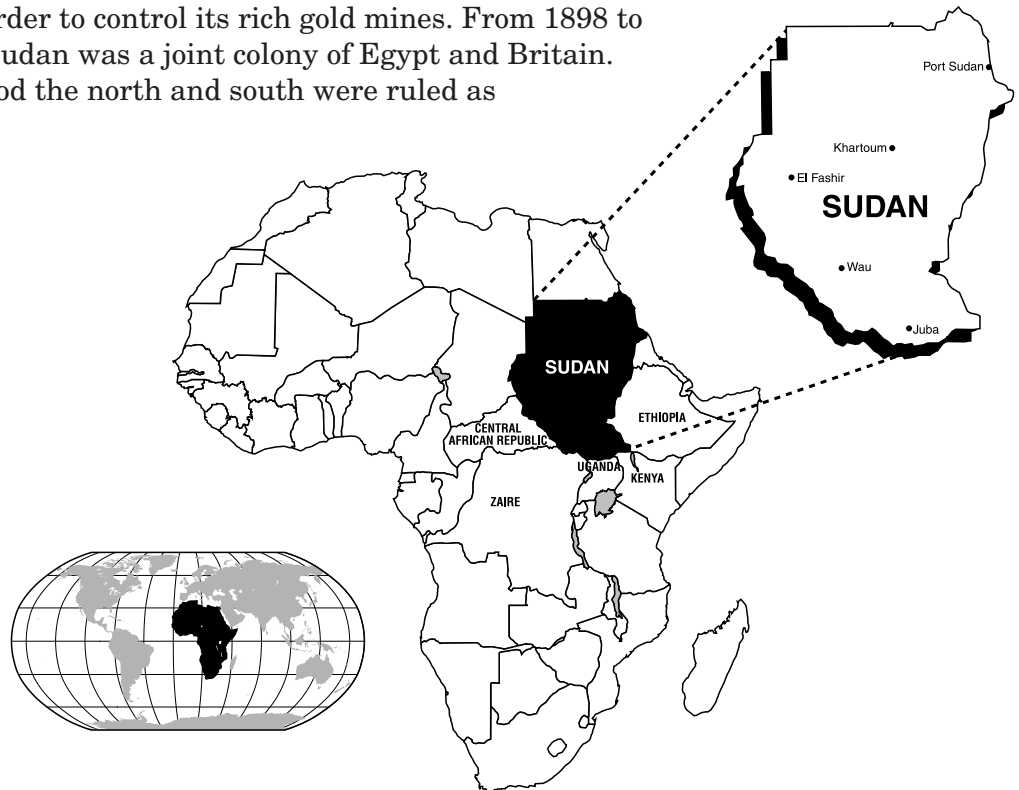 rder to control its rich gold mines. From 1898 to
udan was a joint colony of Egypt and Britain.
od the north and south were ruled as
Port Sudan
Khartoum
El Fashir
SUDAN
Wau
Juba
SUDAN
ETHIOPIA
CENTRAL
AFRICAN REPUBLIC
UGANDA
KENYA
ZAIRE